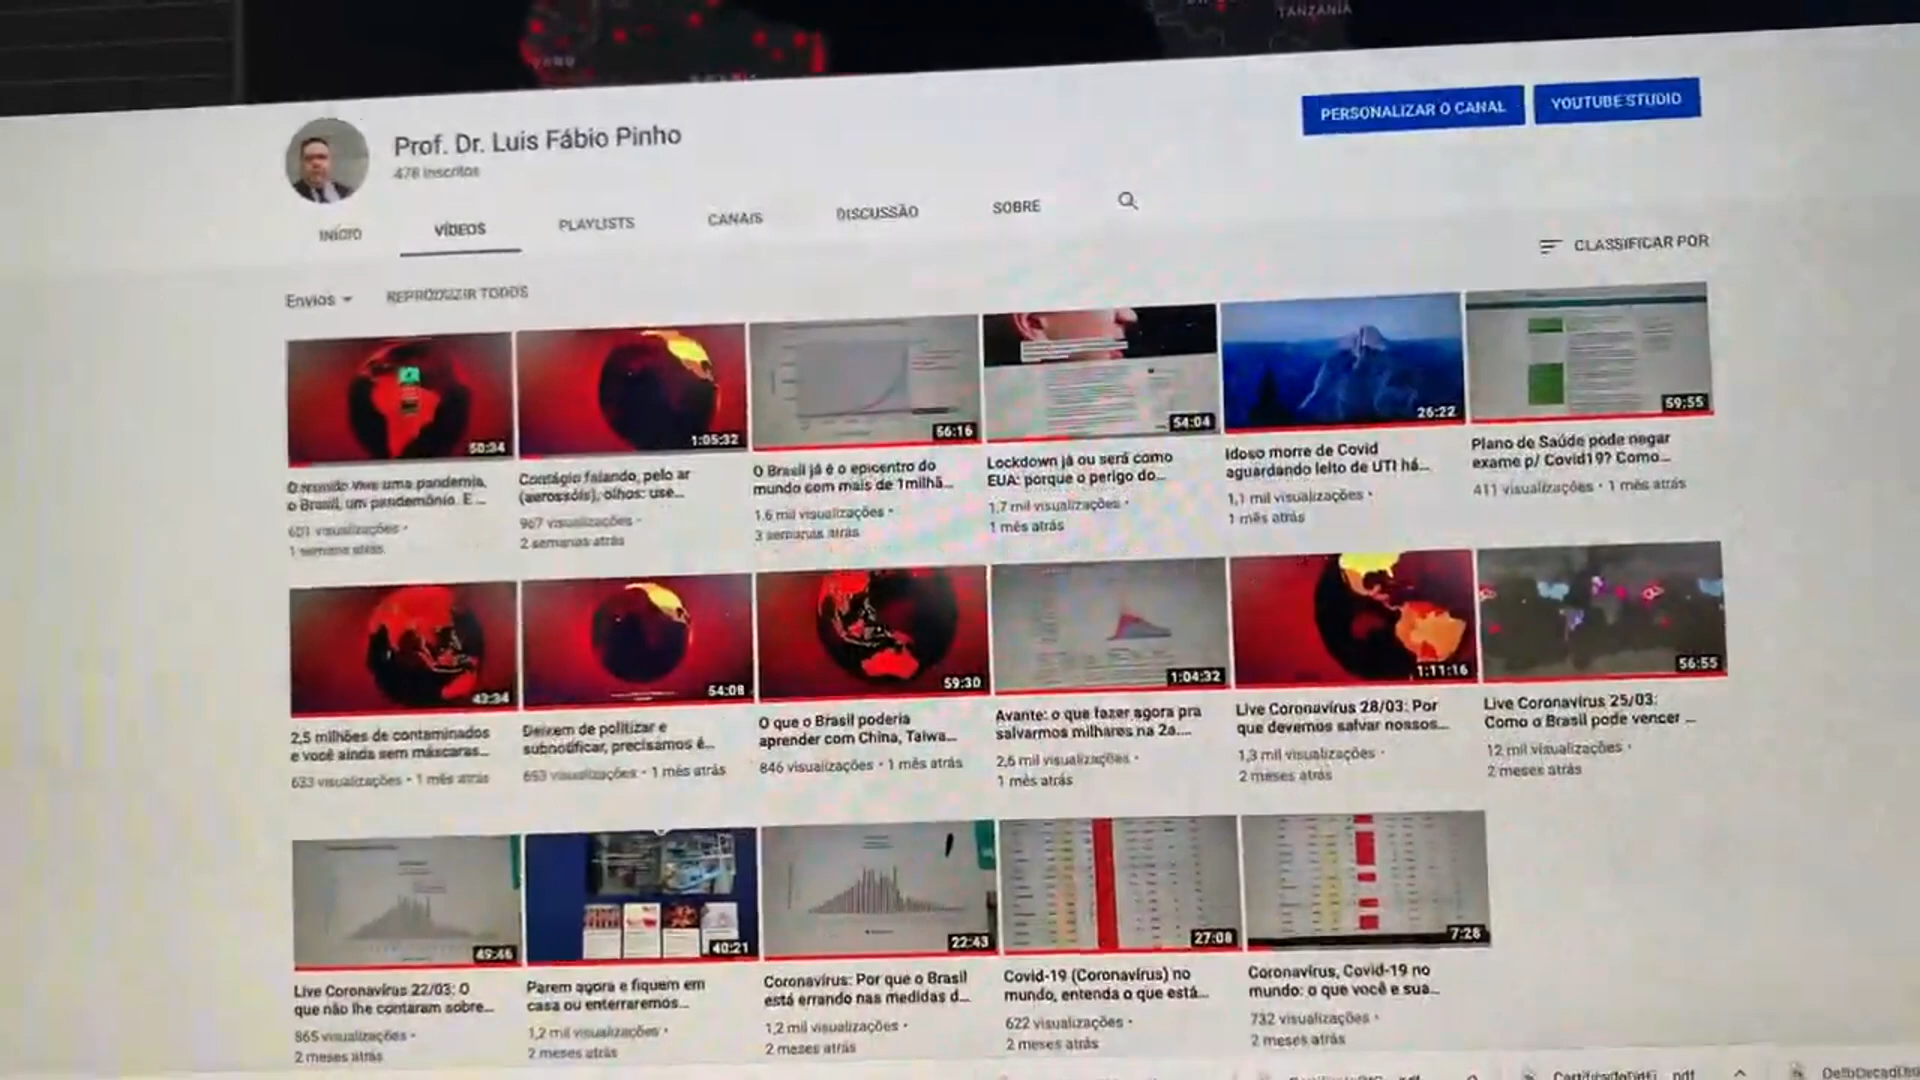 TANZANIA
Prof. Dr. Luis Fábio Pinho
478 inscritos
PERSONALIZAR O CANAL
YOUTUBE STUDIO
INÍCIO
VÍDEOS
PLAYLISTS
CANAIS
DISCUSSÃO
SOBRE
CLASSIFICAR POR
Envios
REPRODUZIR TODOS
50:34
1:05:32
56:16
54:04
26:22
59:55
O mundo vive uma pandemia,
o Brasil, um pandemônio. E ...
601 visualizações •
1 semana atrás
Contágio falando, pelo ar
(aerossóis), olhos: use...
967 visualizações •
2 semanas atrás
O Brasil já é o epicentro do
mundo com mais de 1milhã...
1,6 mil visualizações •
3 semanas atrás
Lockdown já ou será como
EUA: porque o perigo do...
1,7 mil visualizações •
1 mês atrás
Idoso morre de Covid
aguardando leito de UTI há...
1,1 mil visualizações •
1 mês atrás
Plano de Saúde pode negar
exame p/ Covid19? Como...
411 visualizações • 1 mês atrás
43:34
54:08
59:30
1:04:32
1:11:16
56:55
2,5 milhões de contaminados
e você ainda sem máscaras...
633 visualizações • 1 mês atrás
Deixem de politizar e
subnotificar, precisamos é...
653 visualizações • 1 mês atrás
O que o Brasil poderia
aprender com China, Taiwa...
846 visualizações • 1 mês atrás
Avante: o que fazer agora pra
salvarmos milhares na 2a....
2,6 mil visualizações •
1 mês atrás
Live Coronavírus 28/03: Por
que devemos salvar nossos...
1,3 mil visualizações •
2 meses atrás
Live Coronavírus 25/03:
Como o Brasil pode vencer ...
12 mil visualizações •
2 meses atrás
49:46
40:21
22:43
27:08
7:28
Live Coronavírus 22/03: O
que não lhe contaram sobre...
865 visualizações •
2 meses atrás
Parem agora e fiquem em
casa ou enterraremos...
1,2 mil visualizações •
2 meses atrás
Coronavírus: Por que o Brasil
está errando nas medidas d...
1,2 mil visualizações •
2 meses atrás
Covid-19 (Coronavírus) no
mundo, entenda o que está...
622 visualizações •
2 meses atrás
Coronavírus, Covid-19 no
mundo: o que você e sua...
732 visualizações •
2 meses atrás